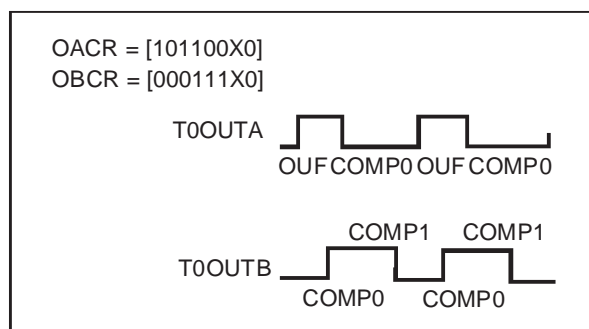 OACR = [101100X0]
OBCR = [000111X0]
T0OUTA
OUF COMP0 OUF COMP0
COMP1 COMP1
T0OUTB
COMP0 COMP0